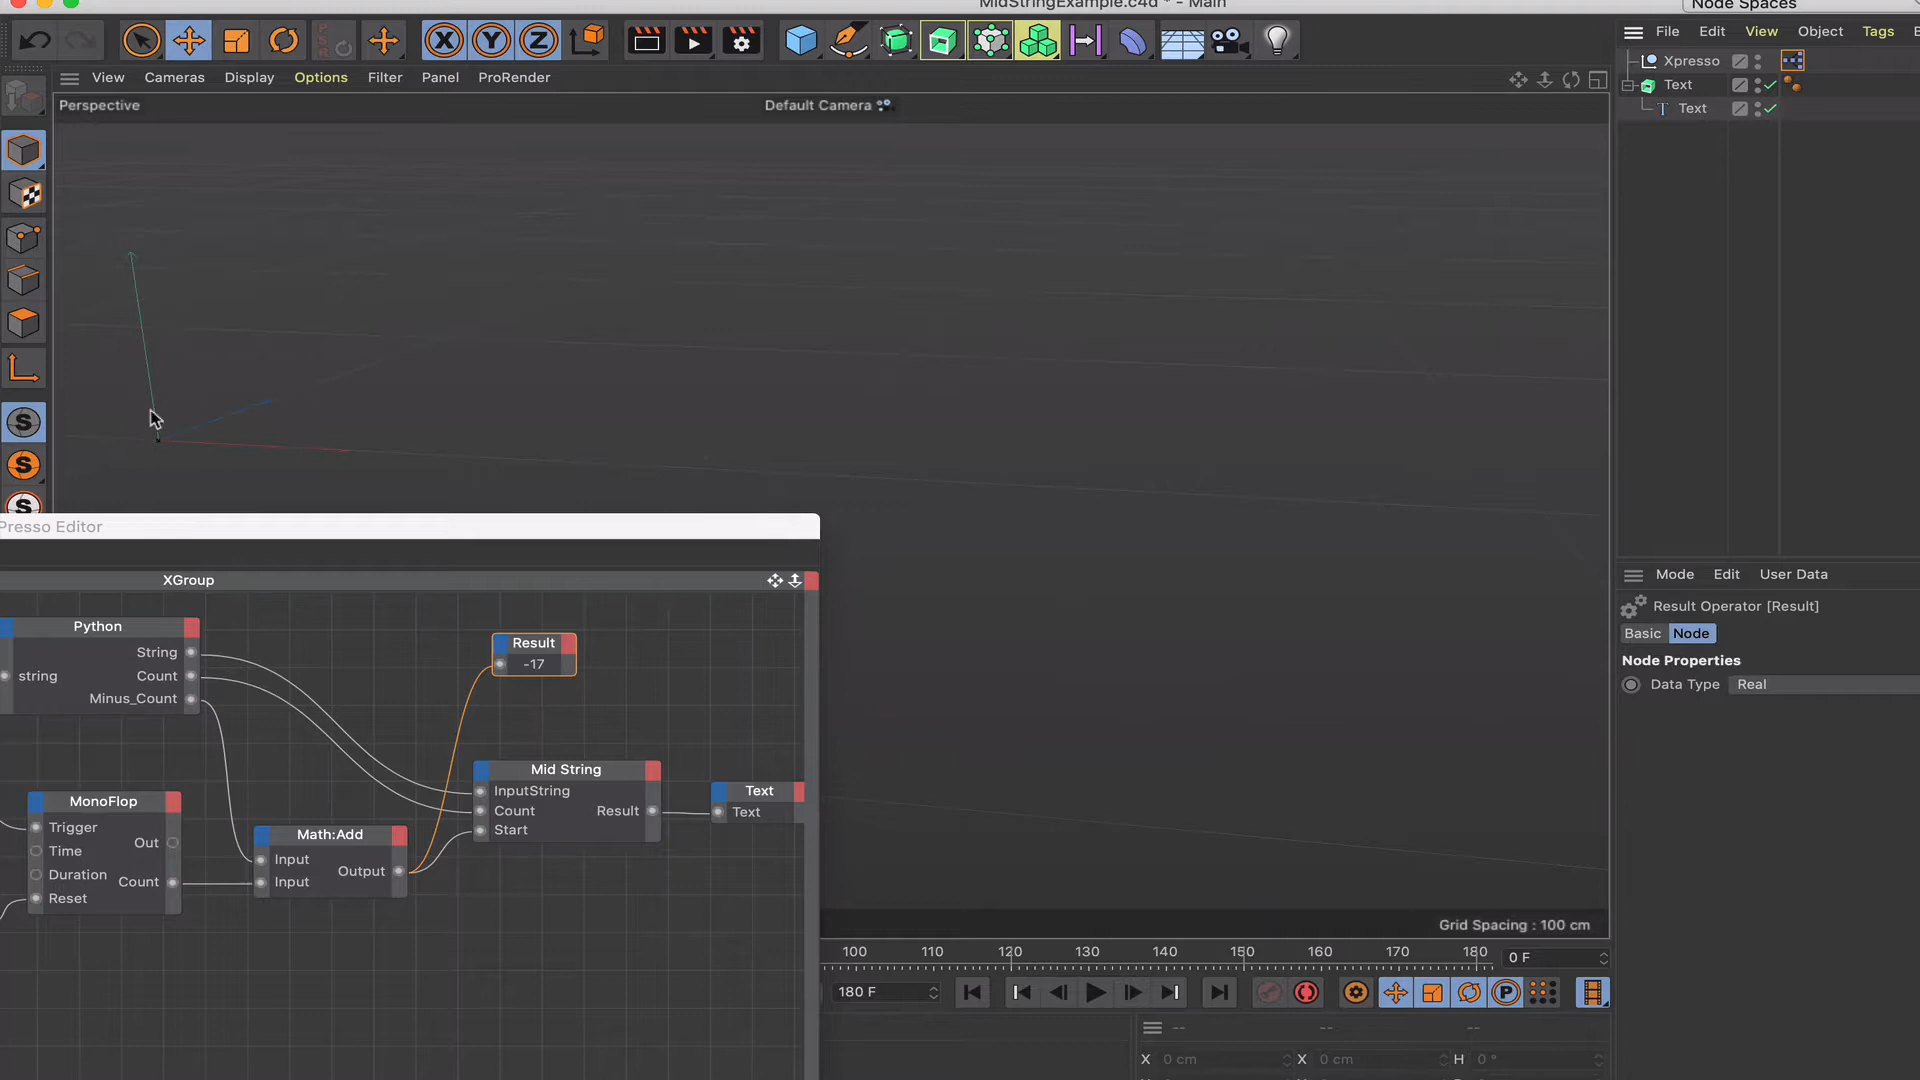 MidStringExample.c4d * - Main
Node Spaces
File Edit View Object Tags
View Cameras Display Options Filter Panel ProRender
Perspective
Default Camera
Xpresso
Text
Text
X Y Z
PSR
S
S
S
Presso Editor
XGroup
Python
String
string
Count
Minus_Count
Result
-17
MonoFlop
Trigger
Out
Time
Duration
Count
Reset
Math:Add
Input
Output
Input
Mid String
InputString
Count
Result
Start
Text
Text
Mode Edit User Data
Result Operator [Result]
Basic Node
Node Properties
Data Type Real
Grid Spacing : 100 cm
100 110 120 130 140 150 160 170 180
0 F
180 F
P
-- -- --
X 0 cm X 0 cm H 0 °